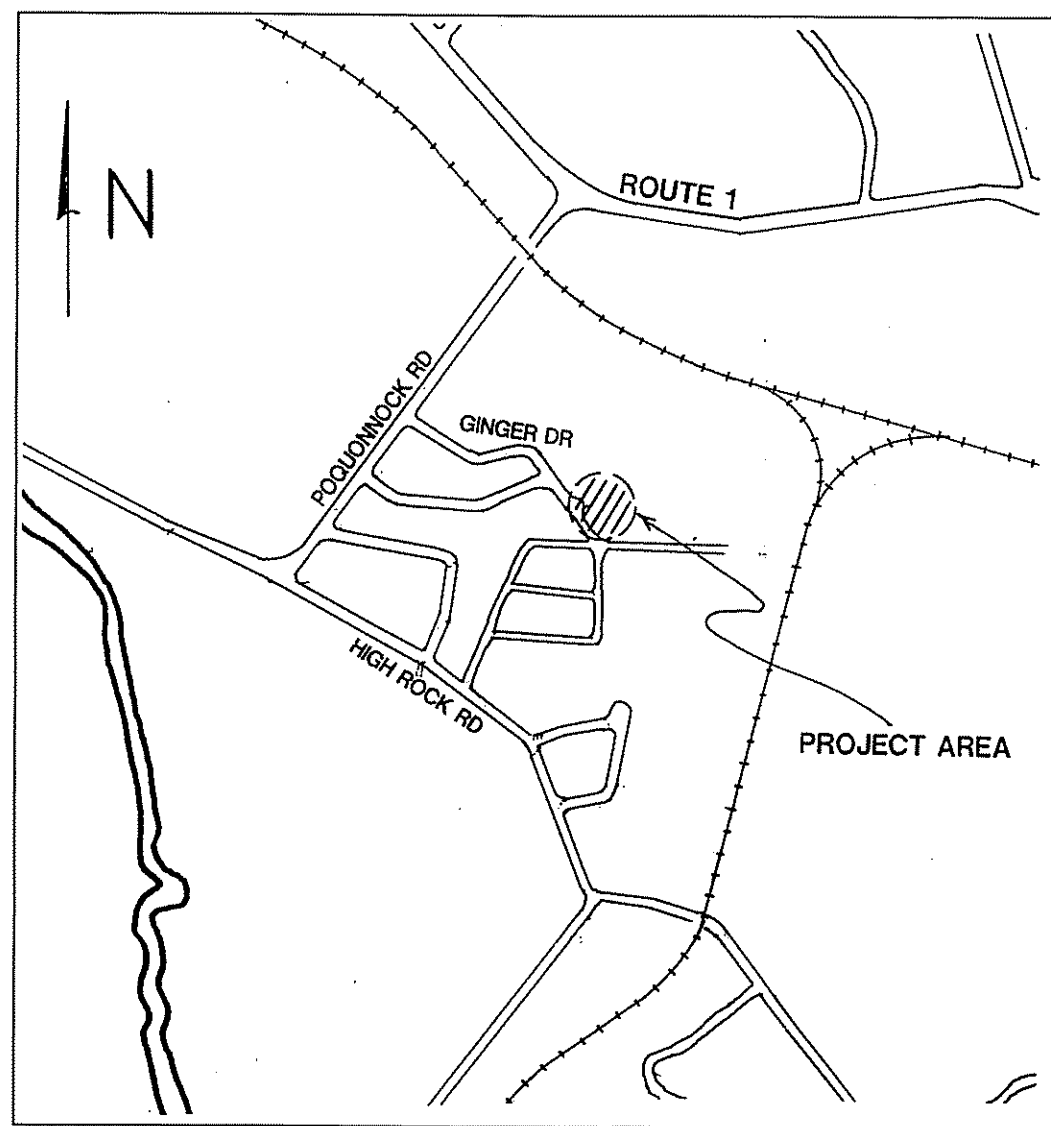 N
ROUTE 1
POQUONNOCK RD
GINGER DR
HIGH ROCK RD
PROJECT AREA